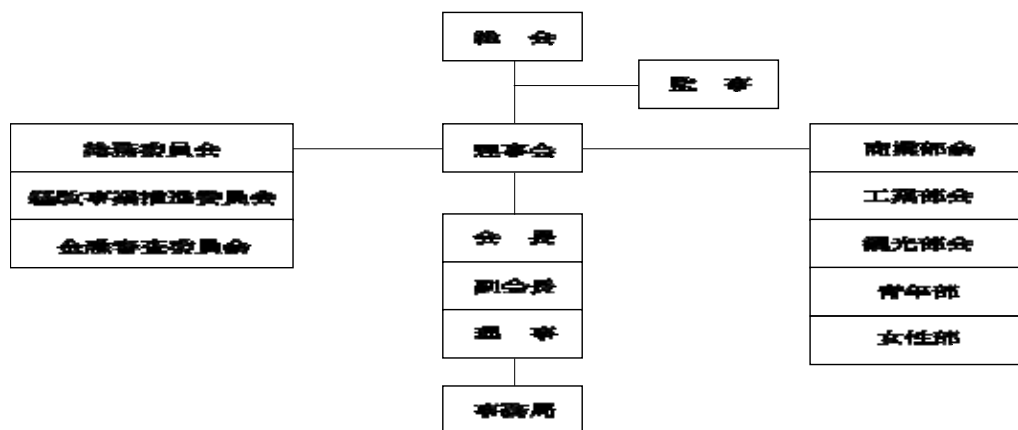 総　会
監　事
総務委員会
理事会
商業部会
工業部会
金融審査委員会
会　長
観光部会
副会長
青年部
理　事
女性部
事務局